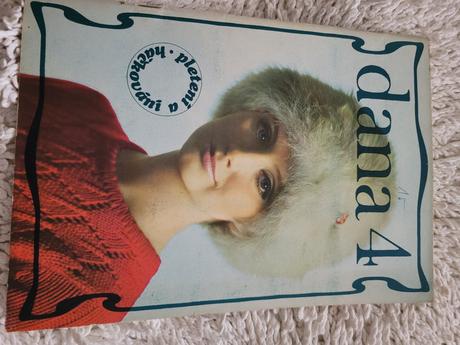 dana 4
pletení a háčkování •